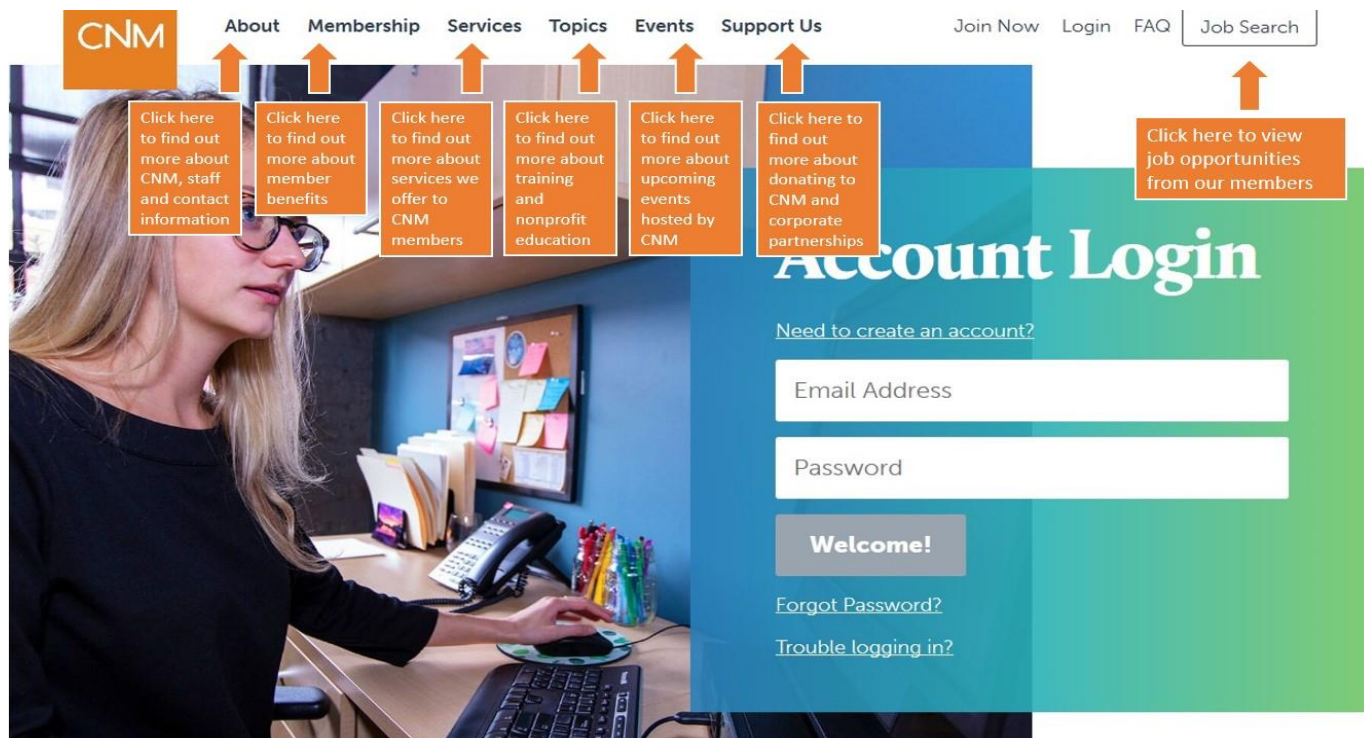 CNM
About Membership Services Topics Events Support Us Join Now Login FAQ Job Search
Click here
to find out
more about
CNM, staff
and contact
information
Click here
to find out
more about
member
benefits
Click here
to find out
more about
services we
offer to
CNM
members
Click here
to find out
more about
training
and
nonprofit
education
Click here
to find out
more about
upcoming
events
hosted by
CNM
Click here to
find out
more about
donating to
CNM and
corporate
partnerships
Click here to view
job opportunities
from our members
Account Login
Need to create an account?
Email Address
Password
Welcome!
Forgot Password?
Trouble logging in?